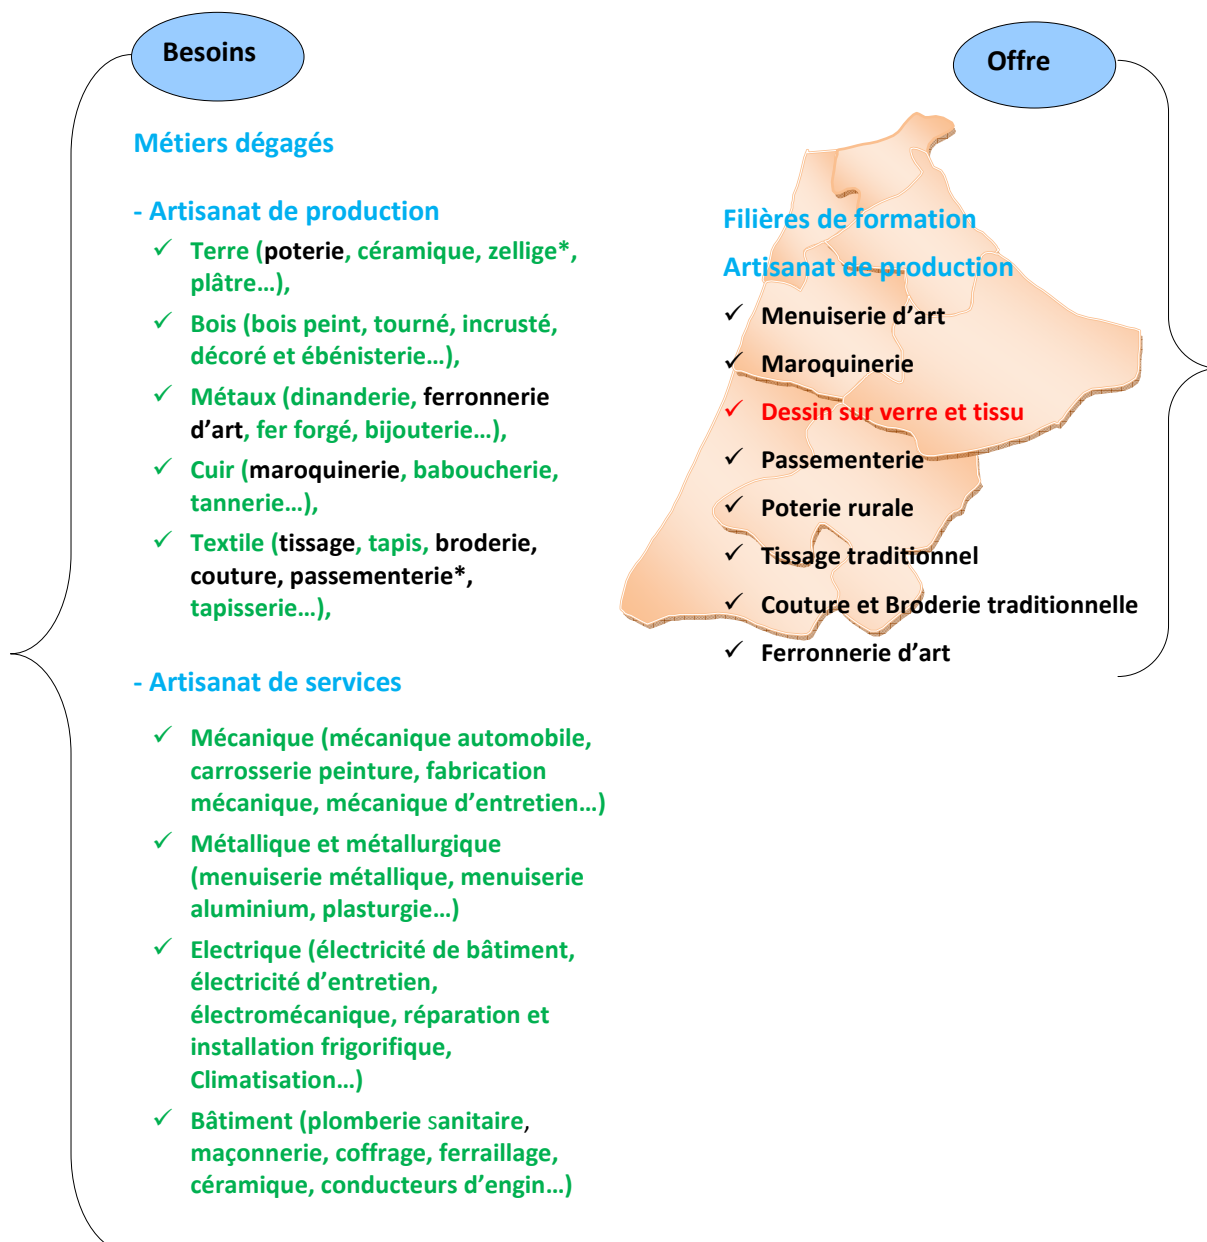 Besoins
Métiers dégagés
- Artisanat de production
✓ Terre (poterie, céramique, zellige*,
plâtre…),
✓ Bois (bois peint, tourné, incrusté,
décoré et ébénisterie…),
✓ Métaux (dinanderie, ferronnerie
d’art, fer forgé, bijouterie…),
✓ Cuir (maroquinerie, baboucherie,
tannerie…),
✓ Textile (tissage, tapis, broderie,
couture, passementerie*,
tapisserie…),
- Artisanat de services
✓ Mécanique (mécanique automobile,
carrosserie peinture, fabrication
mécanique, mécanique d’entretien…)
✓ Métallique et métallurgique
(menuiserie métallique, menuiserie
aluminium, plasturgie…)
✓ Electrique (électricité de bâtiment,
électricité d’entretien,
électromécanique, réparation et
installation frigorifique,
Climatisation…)
✓ Bâtiment (plomberie sanitaire,
maçonnerie, coffrage, ferraillage,
céramique, conducteurs d’engin…)
Offre
Filières de formation
Artisanat de production
✓ Menuiserie d’art
✓ Maroquinerie
✓ Dessin sur verre et tissu
✓ Passementerie
✓ Poterie rurale
✓ Tissage traditionnel
✓ Couture et Broderie traditionnelle
✓ Ferronnerie d’art